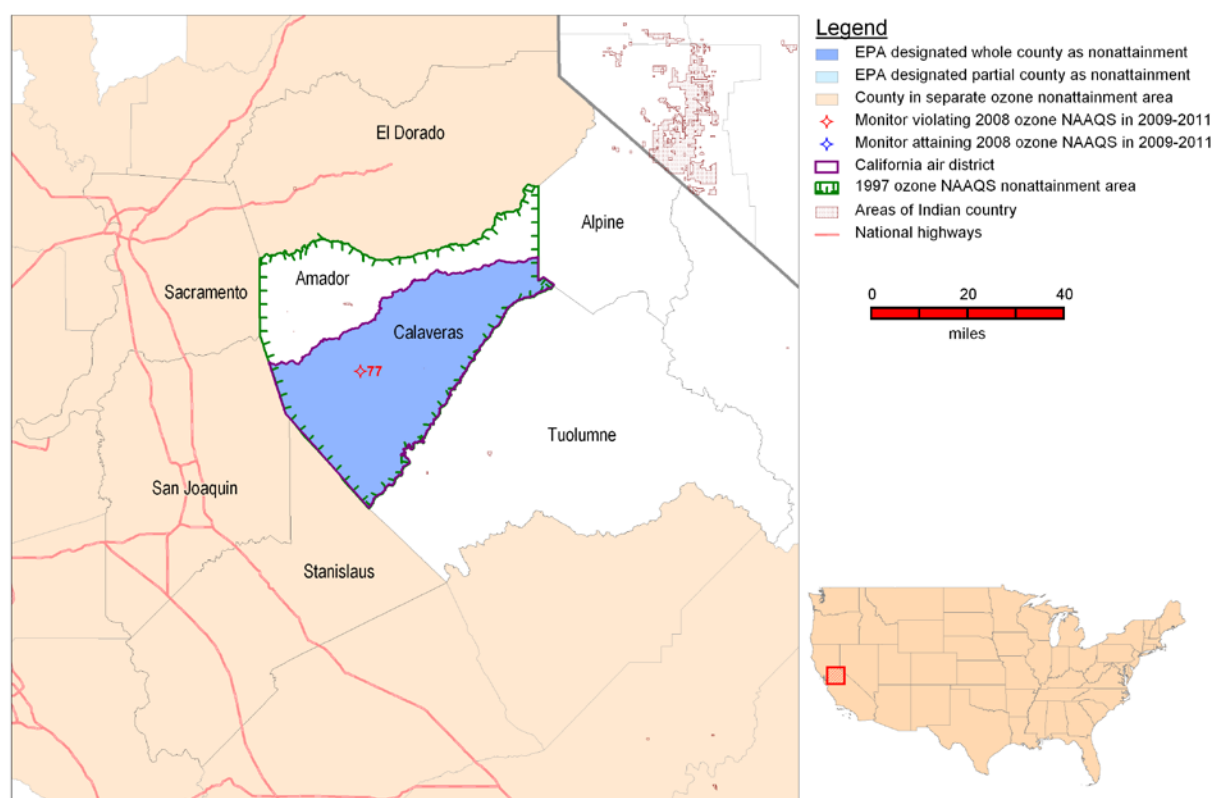 Legend
EPA designated whole county as nonattainment
EPA designated partial county as nonattainment
County in separate ozone nonattainment area
Monitor violating 2008 ozone NAAQS in 2009-2011
Monitor attaining 2008 ozone NAAQS in 2009-2011
California air district
1997 ozone NAAQS nonattainment area
Areas of Indian country
National highways
0 20 40
miles
El Dorado
Alpine
Amador
Sacramento
Calaveras
77
Tuolumne
San Joaquin
Stanislaus